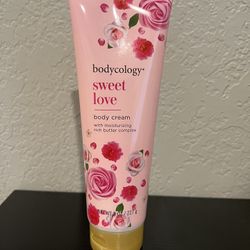 bodycology®
sweet
love
body cream
with moisturizing
rich butter complex